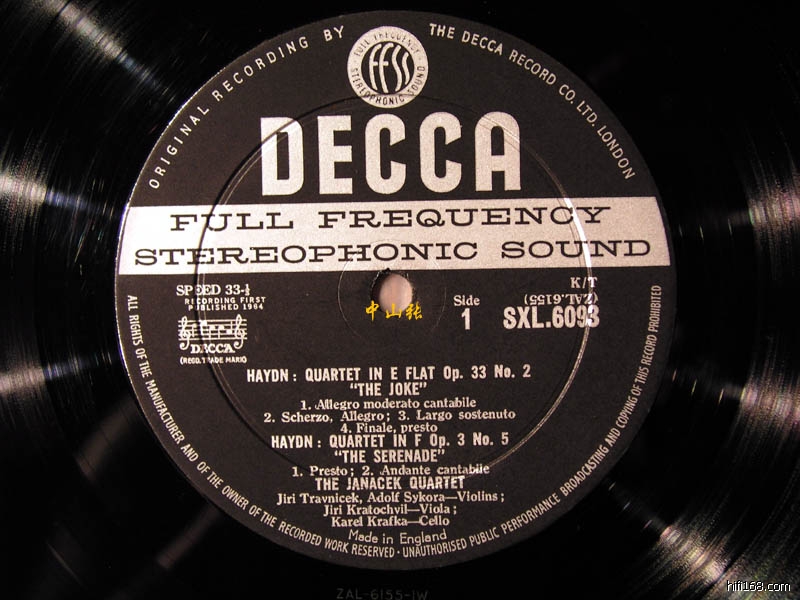 ORIGINAL RECORDING BY
THE DECCA RECORD CO. LTD. LONDON
FULL FREQUENCY
ffss
STEREOPHONIC SOUND
DECCA
FULL FREQUENCY
STEREOPHONIC SOUND
SPEED 33-⅓
RECORDING FIRST
PUBLISHED 1964
DECCA
(REGD. TRADE MARK)
中山张
Side
1
K/T
(ZAL.6155)
SXL.6093
HAYDN: QUARTET IN E FLAT Op. 33 No. 2
"THE JOKE"
1. Allegro moderato cantabile
2. Scherzo, Allegro; 3. Largo sostenuto
4. Finale, presto
HAYDN: QUARTET IN F Op. 3 No. 5
"THE SERENADE"
1. Presto; 2. Andante cantabile
THE JANACEK QUARTET
Jiri Travnicek, Adolf Sykora—Violins;
Jiri Kratochvil—Viola;
Karel Krafka—Cello
Made in England
ALL RIGHTS OF THE MANUFACTURER AND OF THE OWNER OF THE RECORDED WORK RESERVED · UNAUTHORISED PUBLIC PERFORMANCE BROADCASTING AND COPYING OF THIS RECORD PROHIBITED
ZAL-6155-1W
hifi168.com